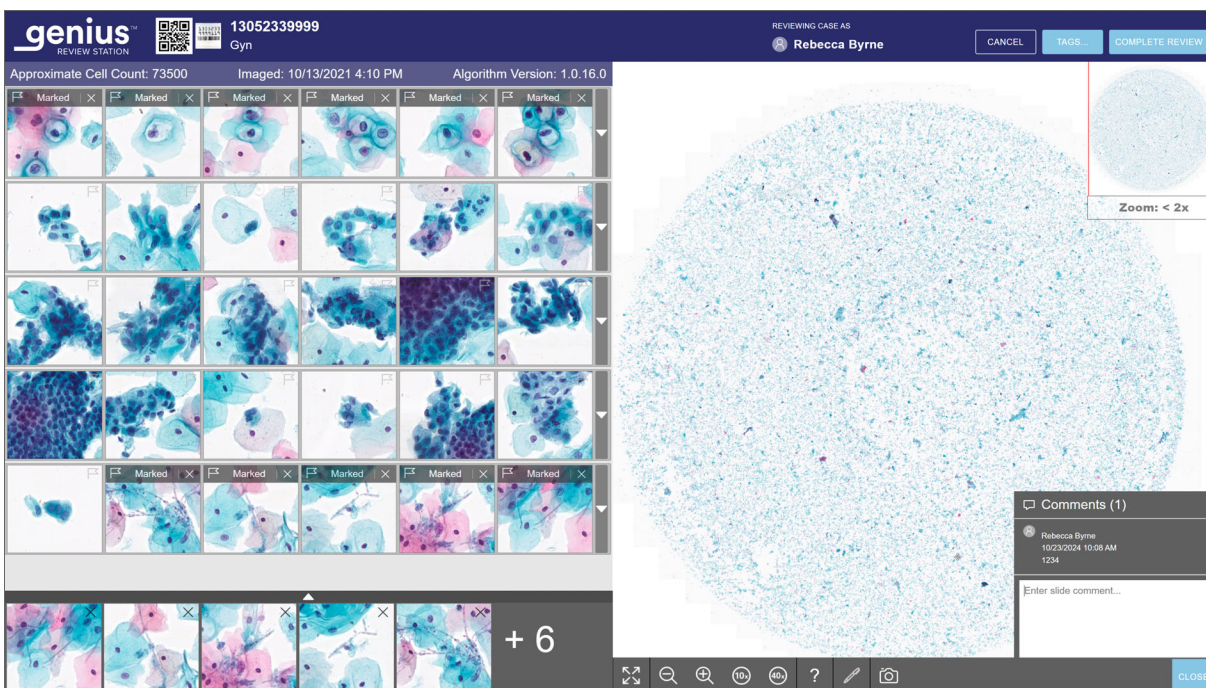 genius™
REVIEW STATION
13052339999
Gyn
REVIEWING CASE AS
Rebecca Byrne
CANCEL
TAGS...
COMPLETE REVIEW
Approximate Cell Count: 73500
Imaged: 10/13/2021 4:10 PM
Algorithm Version: 1.0.16.0
Marked
Marked
Marked
Marked
Marked
Marked
Zoom: < 2x
Marked
Marked
Marked
Marked
Marked
Comments (1)
Rebecca Byrne
10/23/2024 10:08 AM
1234
Enter slide comment...
+ 6
10x
40x
?
CLOSE